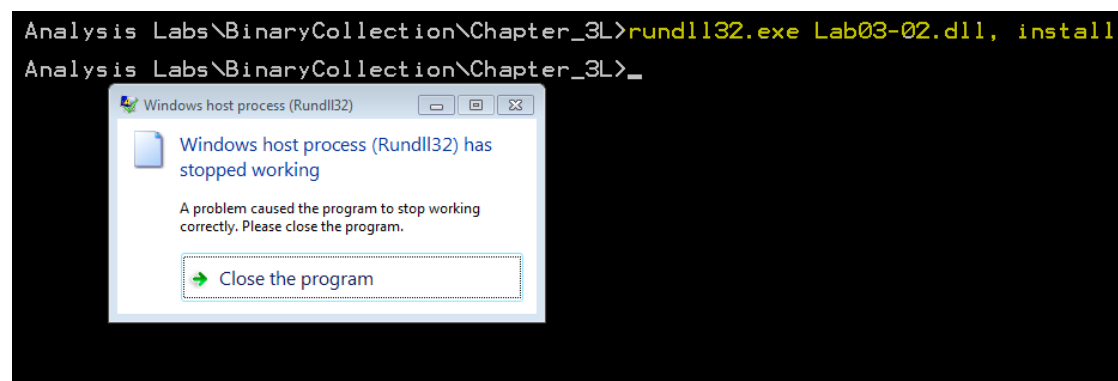 Analysis Labs\BinaryCollection\Chapter_3L>rundll32.exe Lab03-02.dll, install
Analysis Labs\BinaryCollection\Chapter_3L>_
Windows host process (Rundll32)
Windows host process (Rundll32) has
stopped working
A problem caused the program to stop working
correctly. Please close the program.
Close the program